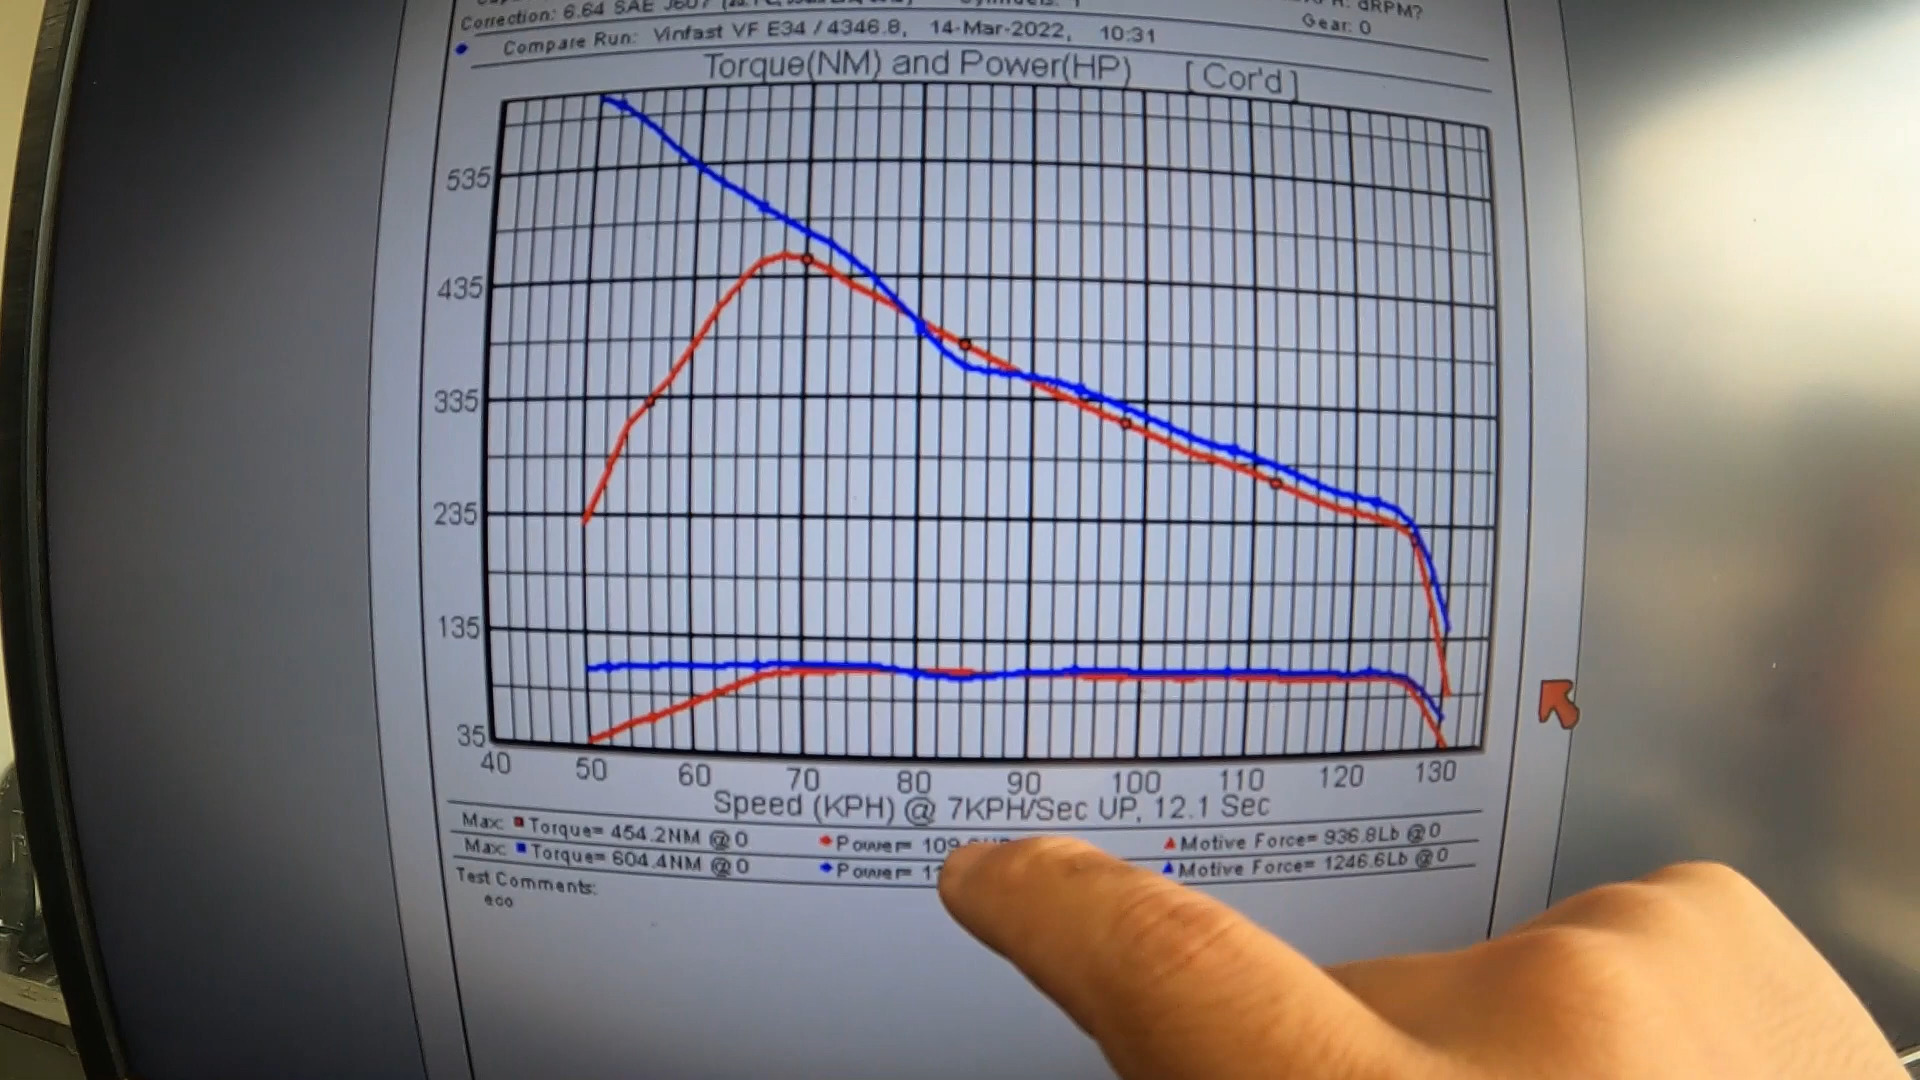 Correction: 6.64 SAE J607
Gear: 0
Compare Run: Vinfast VF E34 / 4346.8, 14-Mar-2022, 10:31
Torque(NM) and Power(HP) [Cor'd]
535
435
335
235
135
35
40 50 60 70 80 90 100 110 120 130
Speed (KPH) @ 7KPH/Sec UP, 12.1 Sec
Max: Torque= 454.2NM @0 Power= 109 Motive Force= 936.8Lb @0
Max: Torque= 604.4NM @0 Power= Motive Force= 1246.6Lb @0
Test Comments:
eco